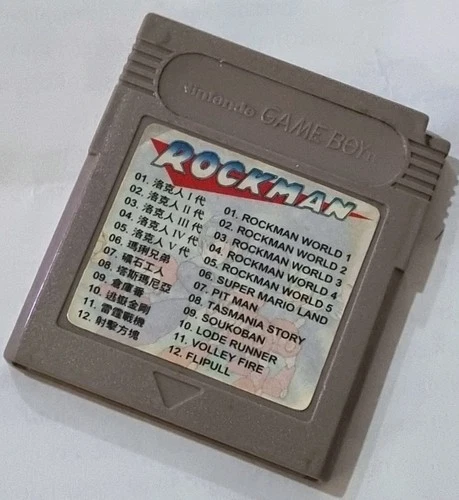 Nintendo GAME BOY
ROCKMAN
01. 洛克人 I 代
02. 洛克人 II 代
03. 洛克人 III 代
04. 洛克人 IV 代
05. 洛克人 V 代
06. 瑪琍兄弟
07. 礦石工人
08. 塔斯瑪尼亞
09. 倉庫番
10. 迅嶽金剛
11. 雷霆戰機
12. 射擊方塊
01. ROCKMAN WORLD 1
02. ROCKMAN WORLD 2
03. ROCKMAN WORLD 3
04. ROCKMAN WORLD 4
05. ROCKMAN WORLD 5
06. SUPER MARIO LAND
07. PIT MAN
08. TASMANIA STORY
09. SOUKOBAN
10. LODE RUNNER
11. VOLLEY FIRE
12. FLIPULL